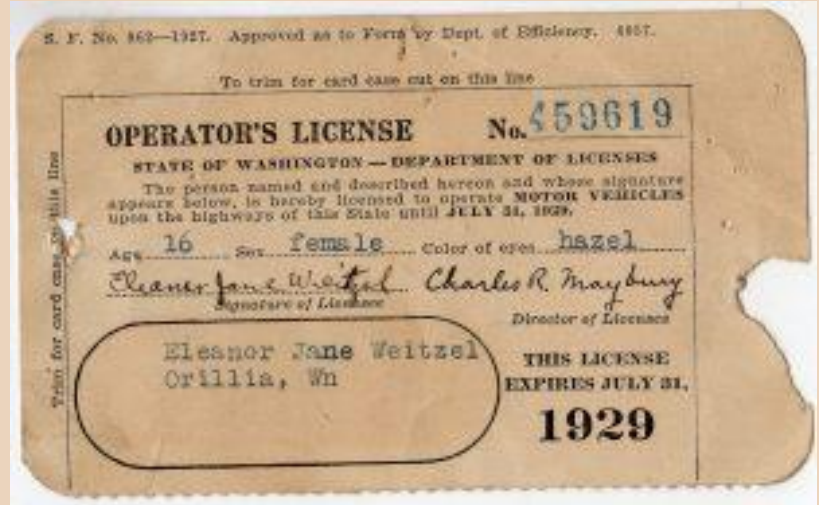 S. F. No. 862—1927. Approved as to Form by Dept. of Efficiency. 4057.
To trim for card case cut on this line
OPERATOR'S LICENSE No. 459619
STATE OF WASHINGTON — DEPARTMENT OF LICENSES
The person named and described hereon and whose signature
appears below, is hereby licensed to operate MOTOR VEHICLES
upon the highways of this State until JULY 31, 1929.
Age 16 Sex female Color of eyes hazel
Eleanor Jane Weitzel Charles R. Maybury
Signature of Licensee
Director of Licenses
Eleanor Jane Weitzel
Orillia, Wn
THIS LICENSE
EXPIRES JULY 31,
1929
Trim for card case on this line